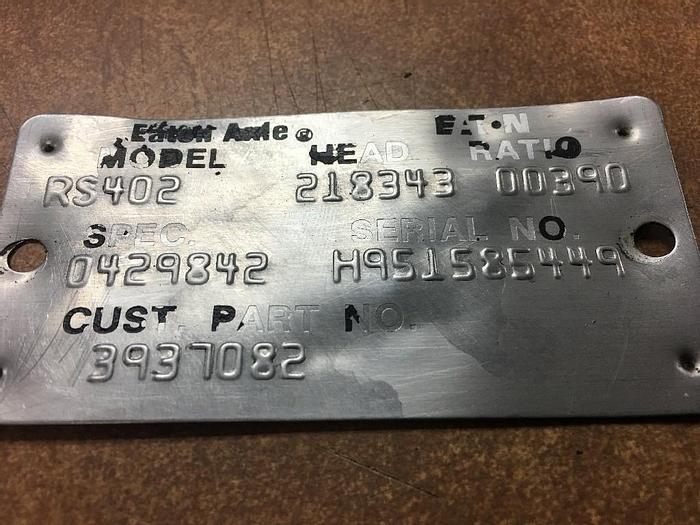 Eaton Axle ® EATON
MODEL HEAD RATIO
RS402 218343 00390
SPEC. SERIAL NO.
0429842 H951585449
CUST. PART NO.
3937082